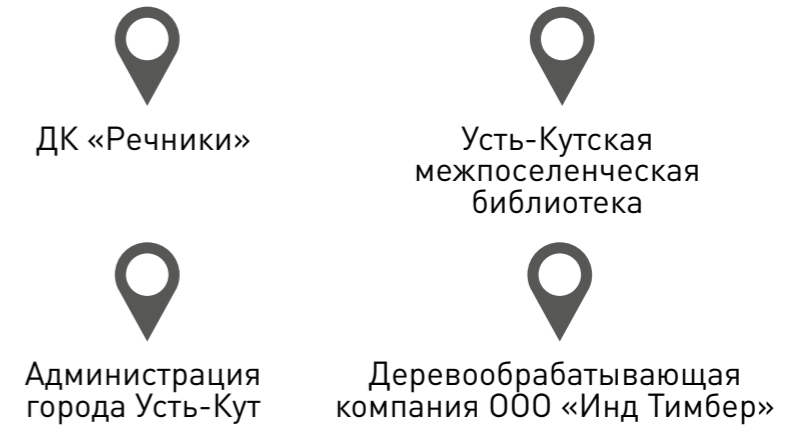 ДК «Речники»
Усть-Кутская
межпоселенческая
библиотека
Администрация
города Усть-Кут
Деревообрабатывающая
компания ООО «Инд Тимбер»